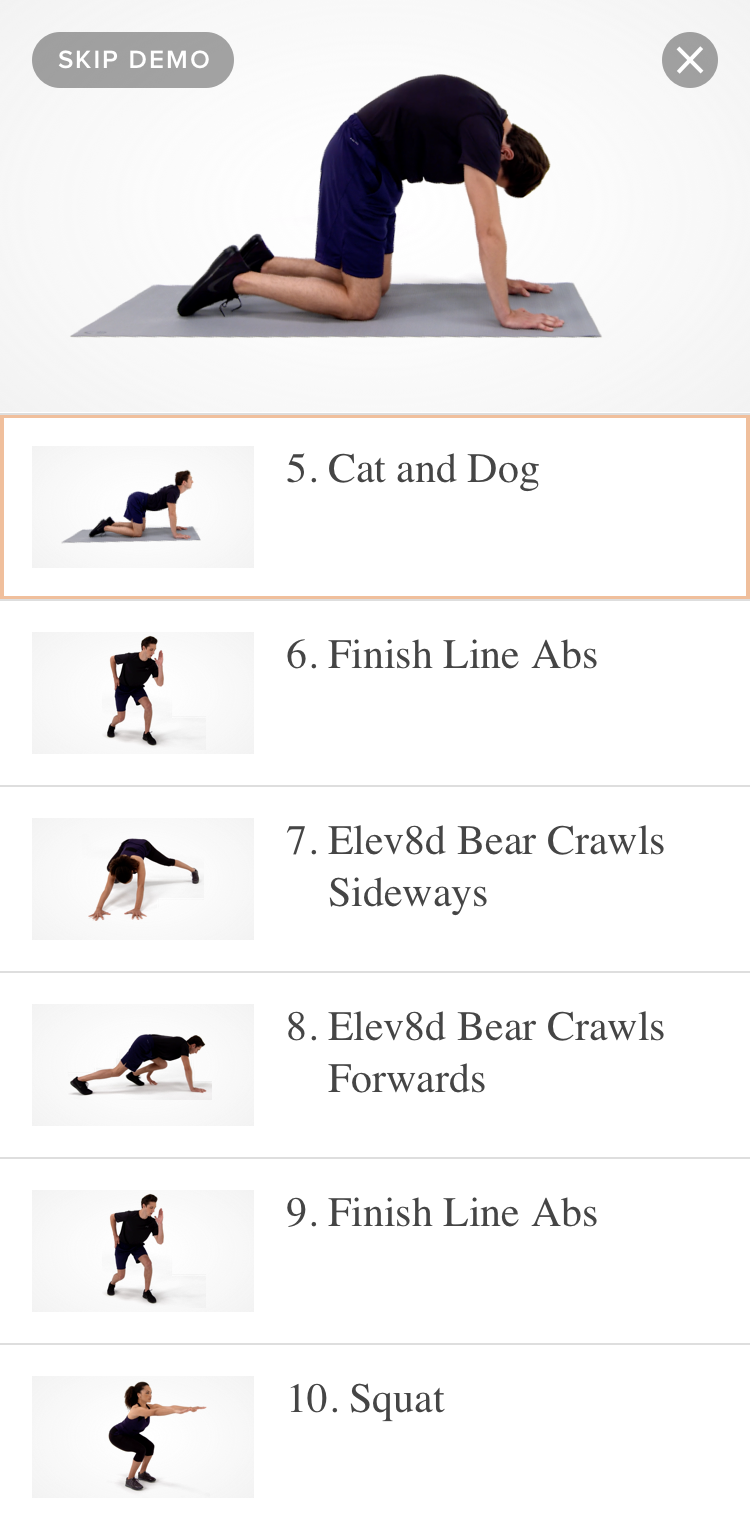 SKIP DEMO
5. Cat and Dog
6. Finish Line Abs
7. Elev8d Bear Crawls
Sideways
8. Elev8d Bear Crawls
Forwards
9. Finish Line Abs
10. Squat